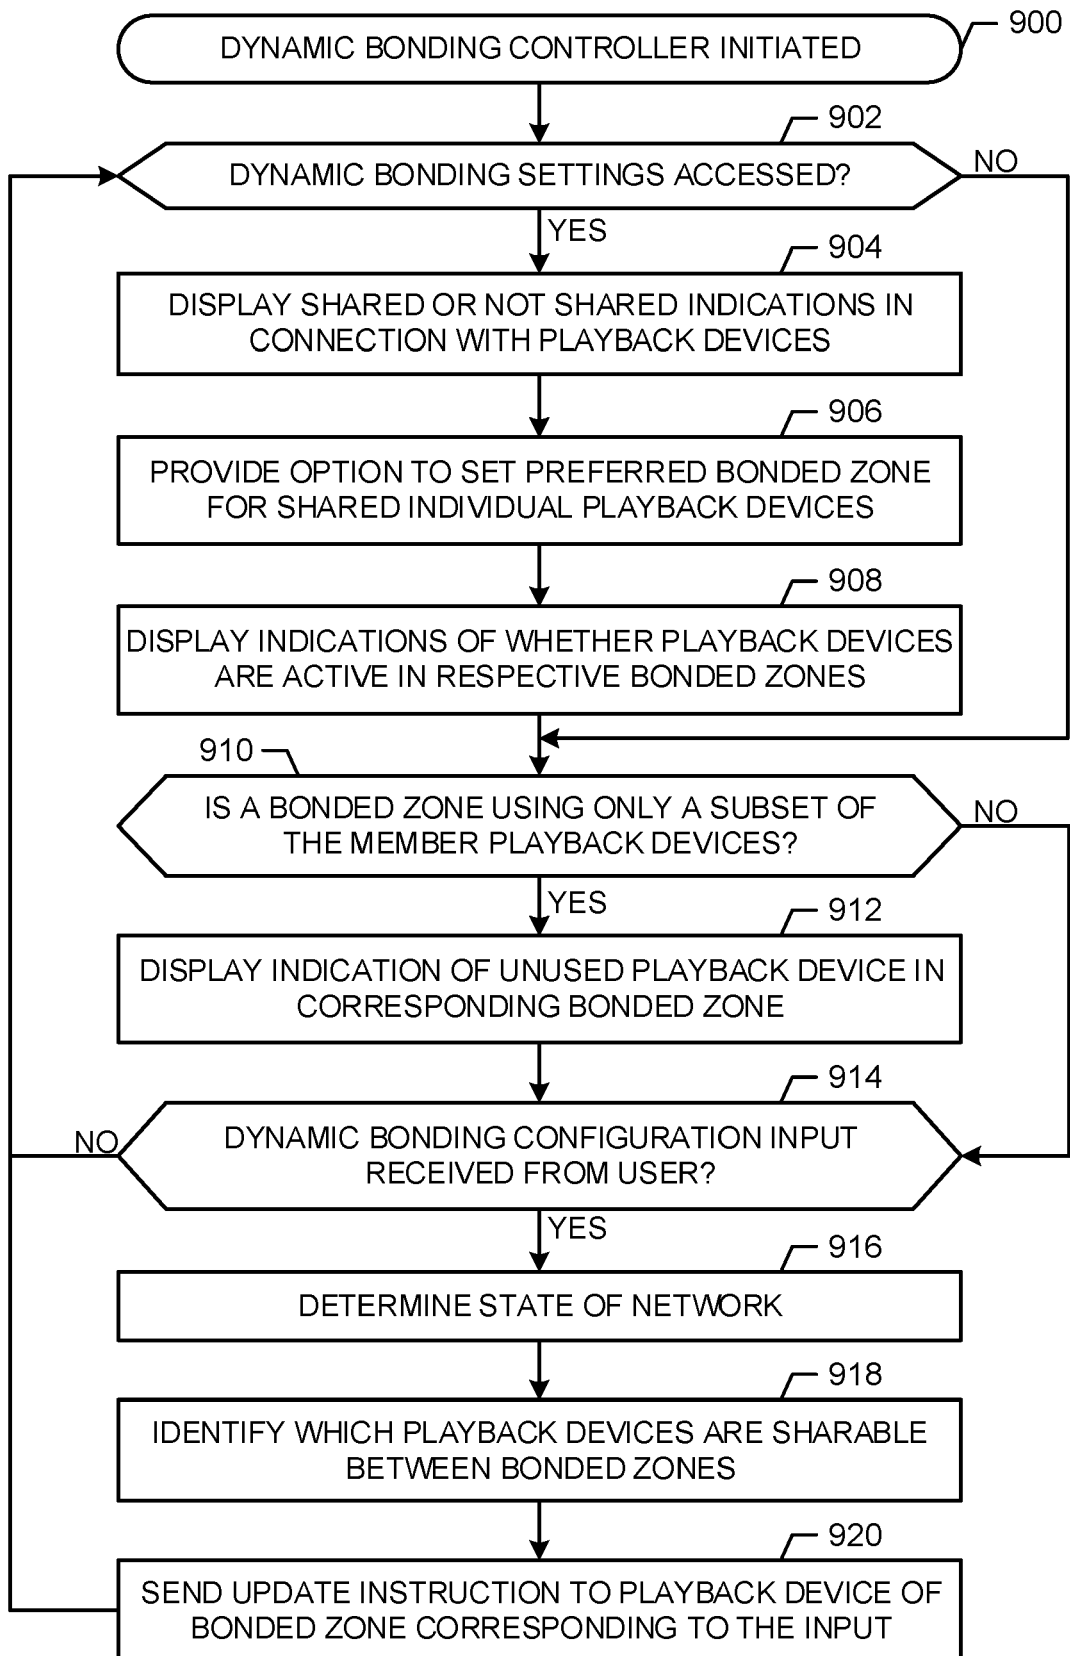 DYNAMIC BONDING CONTROLLER INITIATED
900
902
DYNAMIC BONDING SETTINGS ACCESSED?
NO
YES
904
DISPLAY SHARED OR NOT SHARED INDICATIONS IN
CONNECTION WITH PLAYBACK DEVICES
906
PROVIDE OPTION TO SET PREFERRED BONDED ZONE
FOR SHARED INDIVIDUAL PLAYBACK DEVICES
908
DISPLAY INDICATIONS OF WHETHER PLAYBACK DEVICES
ARE ACTIVE IN RESPECTIVE BONDED ZONES
910
IS A BONDED ZONE USING ONLY A SUBSET OF
THE MEMBER PLAYBACK DEVICES?
NO
YES
912
DISPLAY INDICATION OF UNUSED PLAYBACK DEVICE IN
CORRESPONDING BONDED ZONE
914
NO
DYNAMIC BONDING CONFIGURATION INPUT
RECEIVED FROM USER?
YES
916
DETERMINE STATE OF NETWORK
918
IDENTIFY WHICH PLAYBACK DEVICES ARE SHARABLE
BETWEEN BONDED ZONES
920
SEND UPDATE INSTRUCTION TO PLAYBACK DEVICE OF
BONDED ZONE CORRESPONDING TO THE INPUT